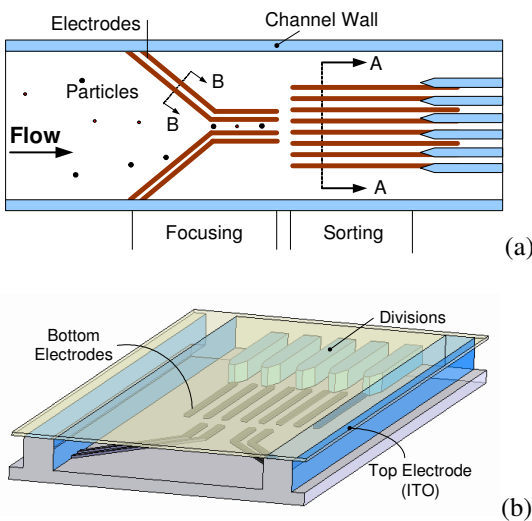 Electrodes
Channel Wall
A
B
Particles
B
Flow
A
Focusing
Sorting
(a)
Divisions
Bottom
Electrodes
Top Electrode
(ITO)
(b)